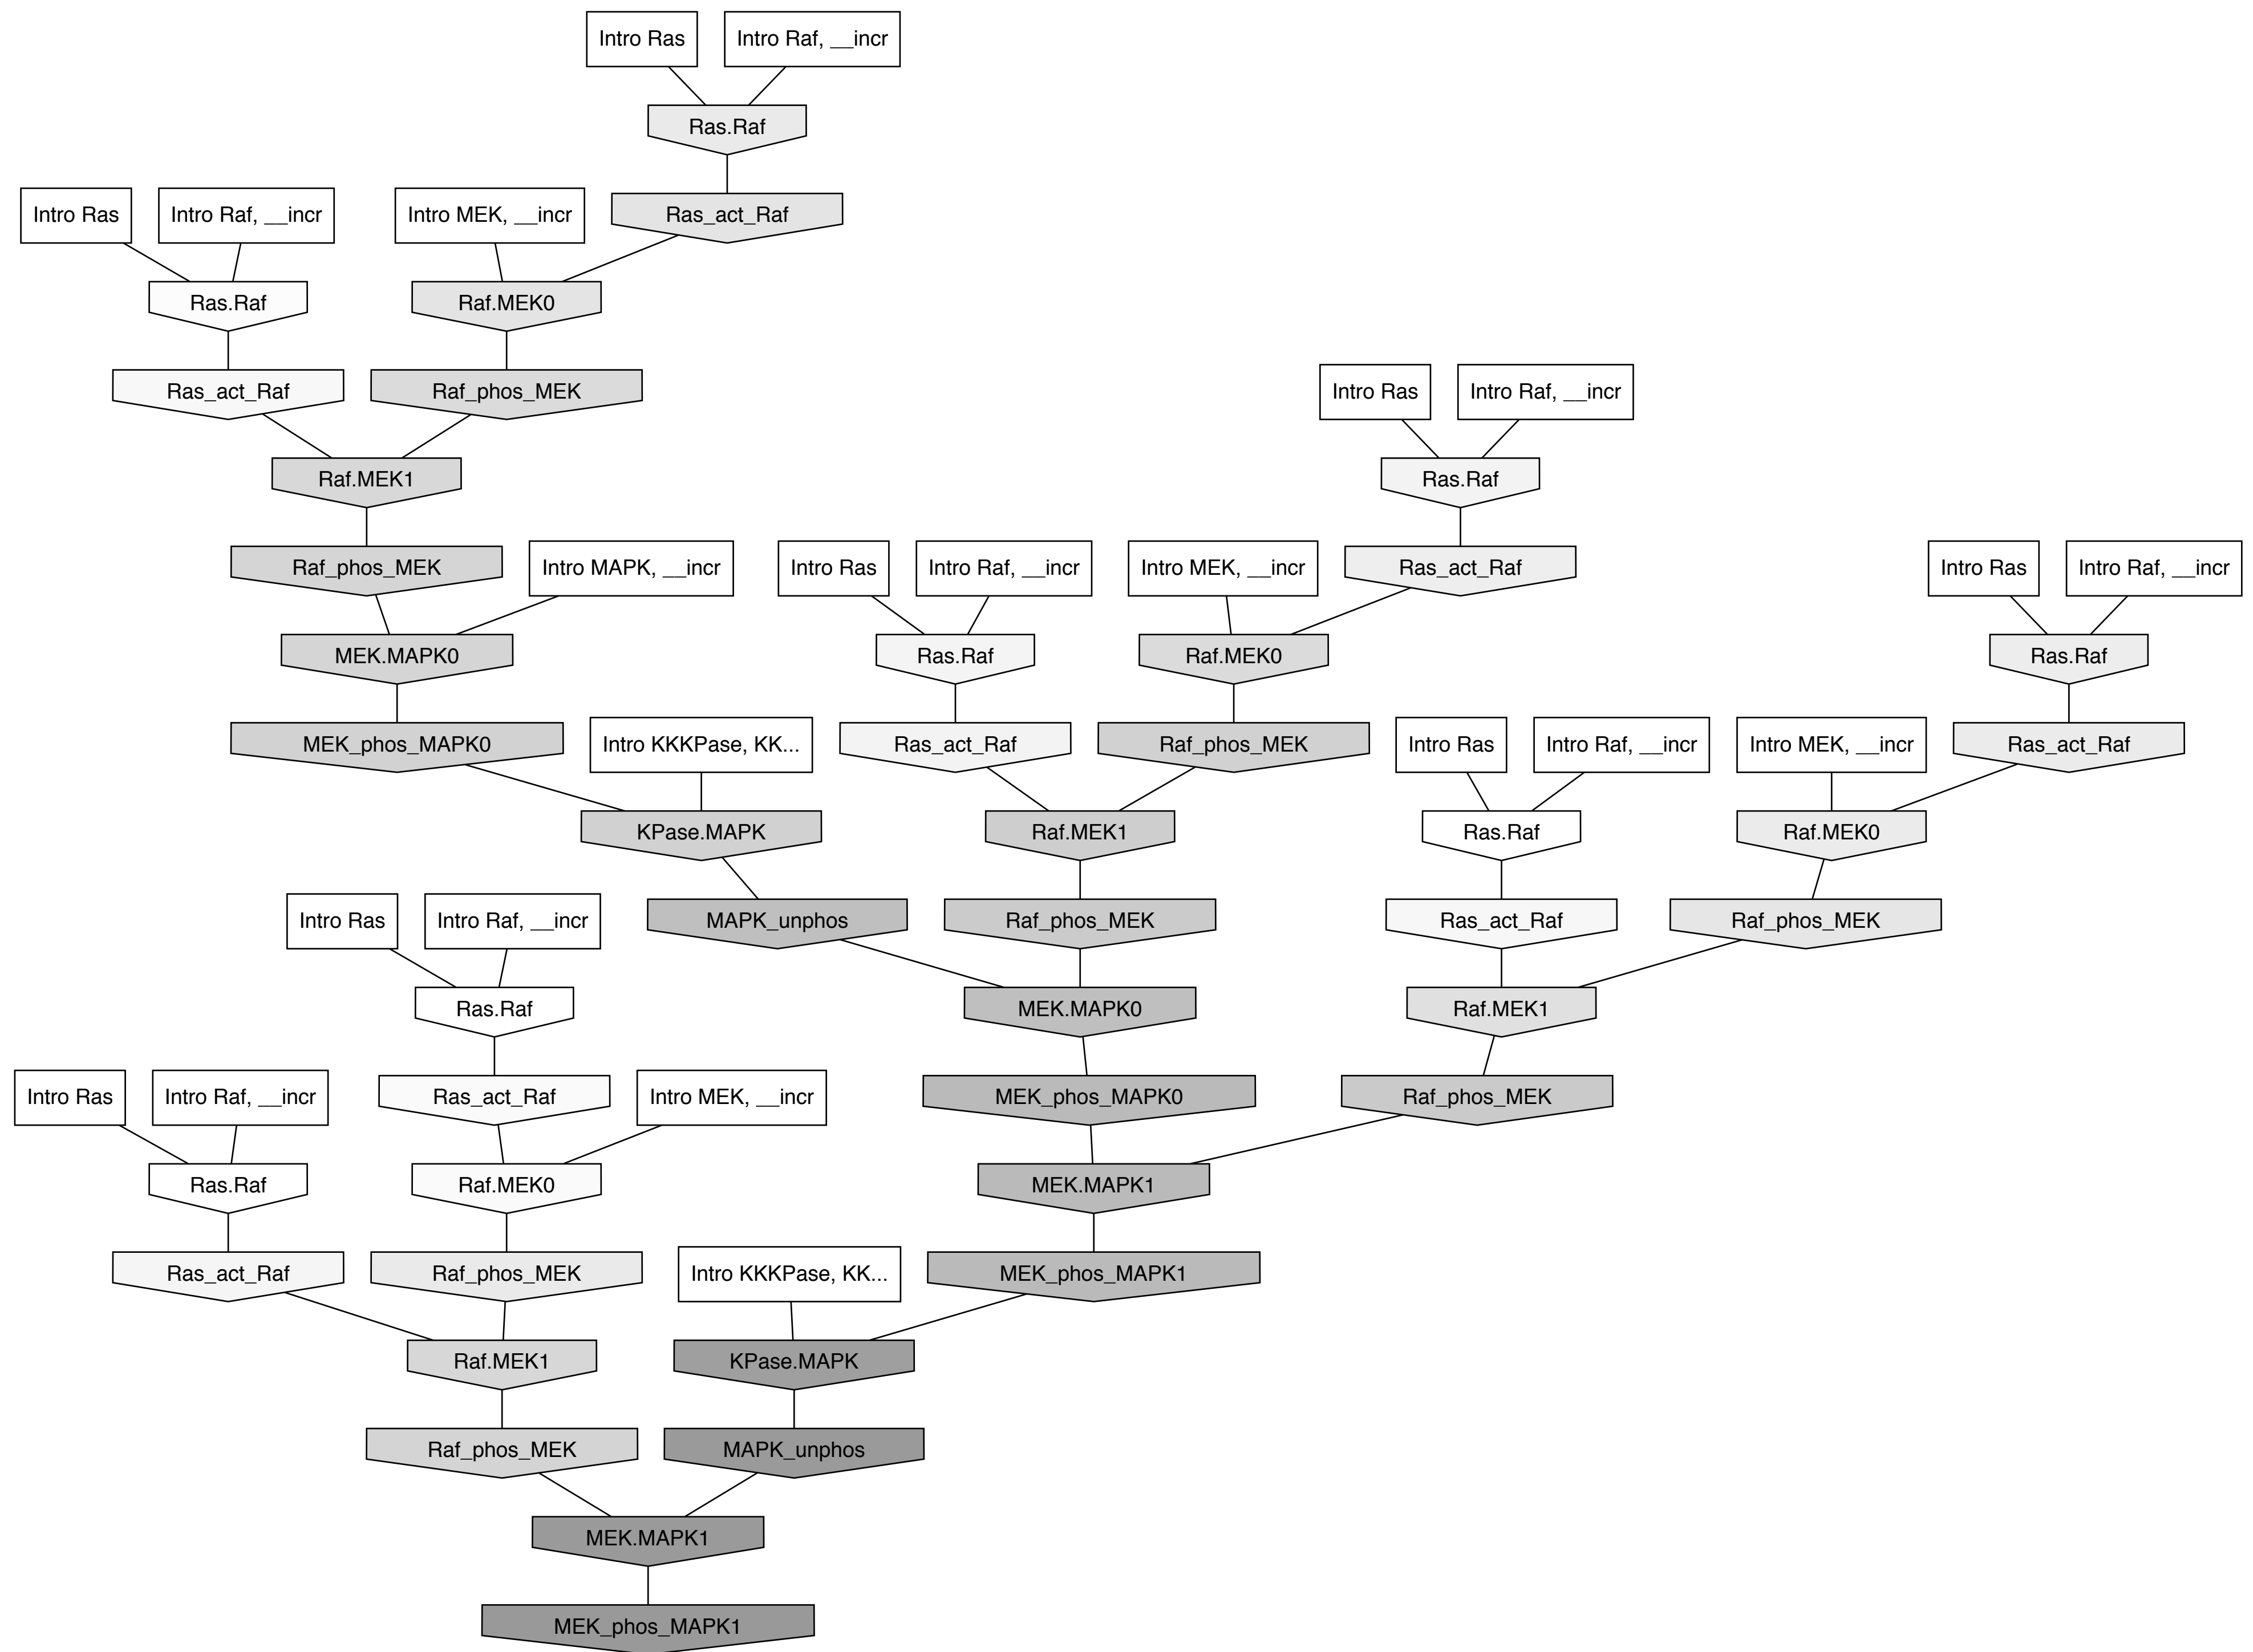 Intro Ras
Intro Raf, __incr
Ras.Raf
Intro Ras
Intro Raf, __incr
Intro MEK, __incr
Ras_act_Raf
Ras.Raf
Raf.MEK0
Ras_act_Raf
Raf_phos_MEK
Intro Ras
Intro Raf, __incr
Raf.MEK1
Ras.Raf
Raf_phos_MEK
Intro MAPK, __incr
Intro Ras
Intro Raf, __incr
Intro MEK, __incr
Ras_act_Raf
Intro Ras
Intro Raf, __incr
MEK.MAPK0
Ras.Raf
Raf.MEK0
Ras.Raf
MEK_phos_MAPK0
Intro KKKPase, KK...
Ras_act_Raf
Raf_phos_MEK
Intro Ras
Intro Raf, __incr
Intro MEK, __incr
Ras_act_Raf
KPase.MAPK
Raf.MEK1
Ras.Raf
Raf.MEK0
Intro Ras
Intro Raf, __incr
MAPK_unphos
Raf_phos_MEK
Ras_act_Raf
Raf_phos_MEK
Ras.Raf
MEK.MAPK0
Raf.MEK1
Intro Ras
Intro Raf, __incr
Ras_act_Raf
Intro MEK, __incr
MEK_phos_MAPK0
Raf_phos_MEK
Ras.Raf
Raf.MEK0
MEK.MAPK1
Ras_act_Raf
Raf_phos_MEK
Intro KKKPase, KK...
MEK_phos_MAPK1
Raf.MEK1
KPase.MAPK
Raf_phos_MEK
MAPK_unphos
MEK.MAPK1
MEK_phos_MAPK1